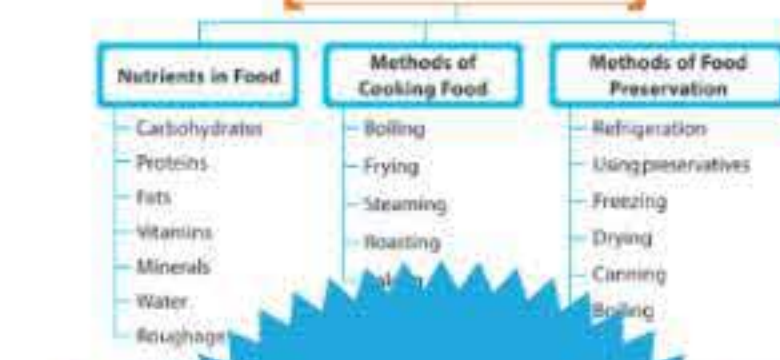 Nutrients in Food
Carbohydrates
Proteins
Fats
Vitamins
Minerals
Water
Roughage
Methods of
Cooking Food
Boiling
Frying
Steaming
Roasting
Methods of Food
Preservation
Refrigeration
Using preservatives
Freezing
Drying
Canning
Boiling